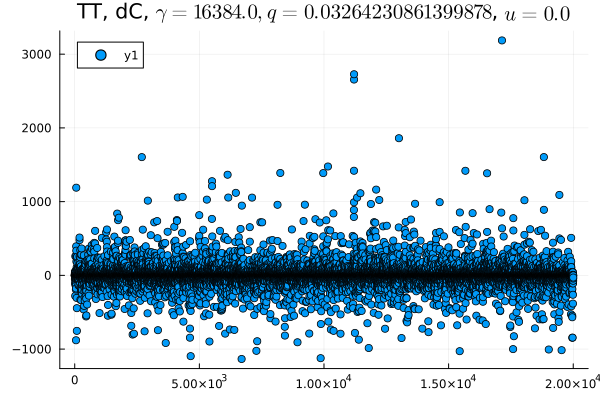 TT, dC, γ = 16384.0, q = 0.03264230861399878, u = 0.0
y1
3000
2000
1000
0
−1000
0 5.00×10³ 1.00×10⁴ 1.50×10⁴ 2.00×10⁴